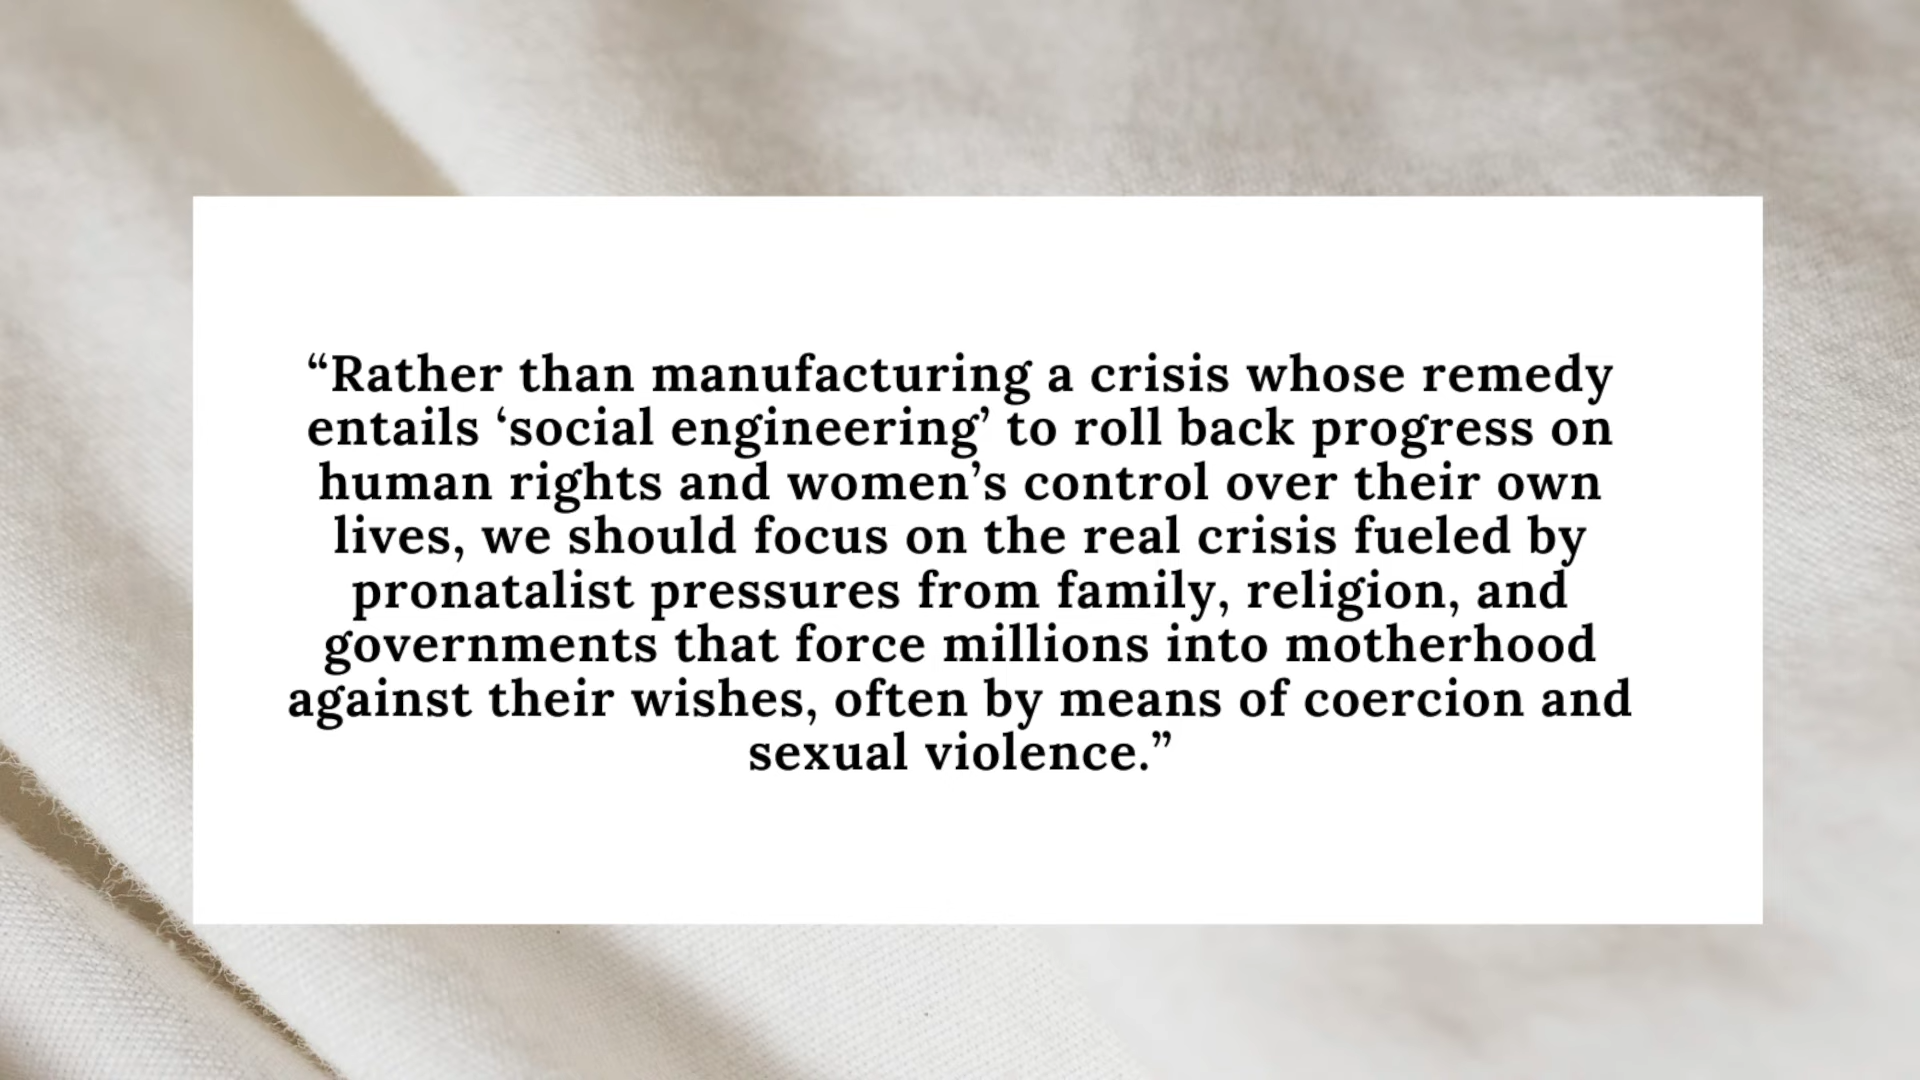 “Rather than manufacturing a crisis whose remedy
entails ‘social engineering’ to roll back progress on
human rights and women’s control over their own
lives, we should focus on the real crisis fueled by
pronatalist pressures from family, religion, and
governments that force millions into motherhood
against their wishes, often by means of coercion and
sexual violence.”